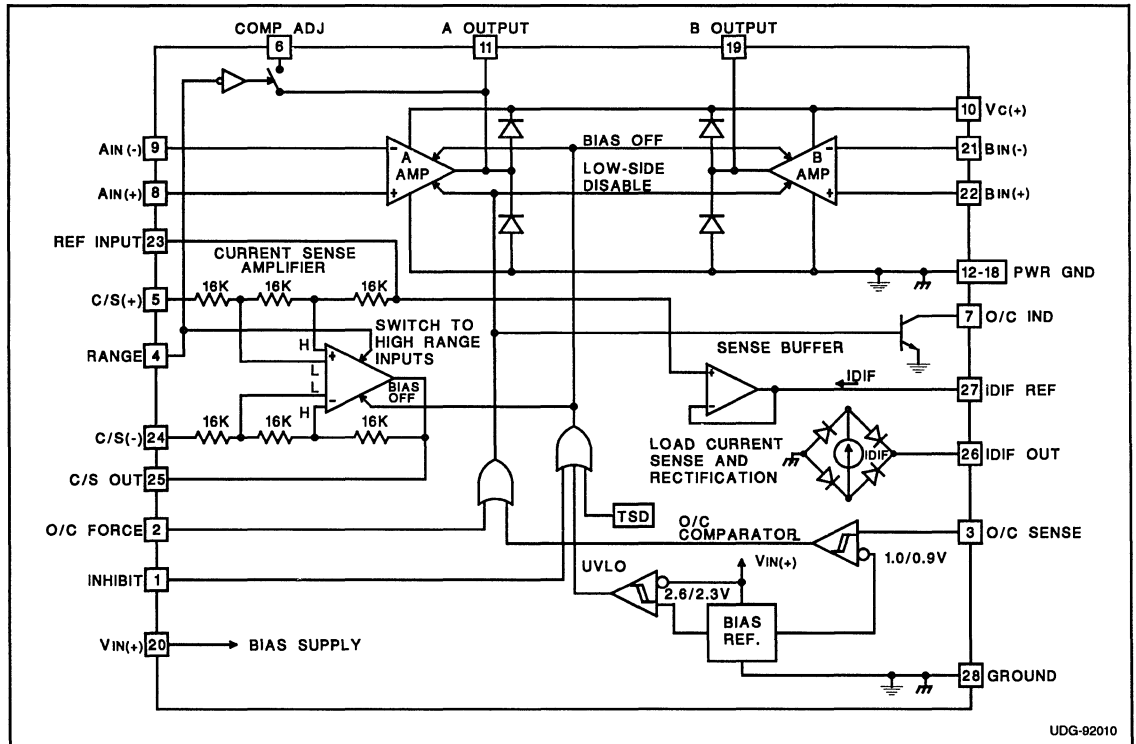 COMP ADJ
A OUTPUT
B OUTPUT
6
11
19
10 VC(+)
AIN(-) 9
-
A
AMP
+
BIAS OFF
LOW-SIDE
DISABLE
-
B
AMP
+
21 BIN(-)
AIN(+) 8
22 BIN(+)
REF INPUT 23
CURRENT SENSE
AMPLIFIER
12-18 PWR GND
16K 16K 16K
C/S(+) 5
7 O/C IND
SWITCH TO
HIGH RANGE
INPUTS
RANGE 4
H
L
L
H
+
-
BIAS
OFF
SENSE BUFFER
+
-
IDIF
27 IDIF REF
16K 16K 16K
C/S(-) 24
LOAD CURRENT
SENSE AND
RECTIFICATION
IDIF
26 IDIF OUT
C/S OUT 25
TSD
O/C FORCE 2
O/C
COMPARATOR
3 O/C SENSE
1.0/0.9V
INHIBIT 1
UVLO
VIN(+)
2.6/2.3V
BIAS
REF.
VIN(+) 20
BIAS SUPPLY
28 GROUND
UDG-92010